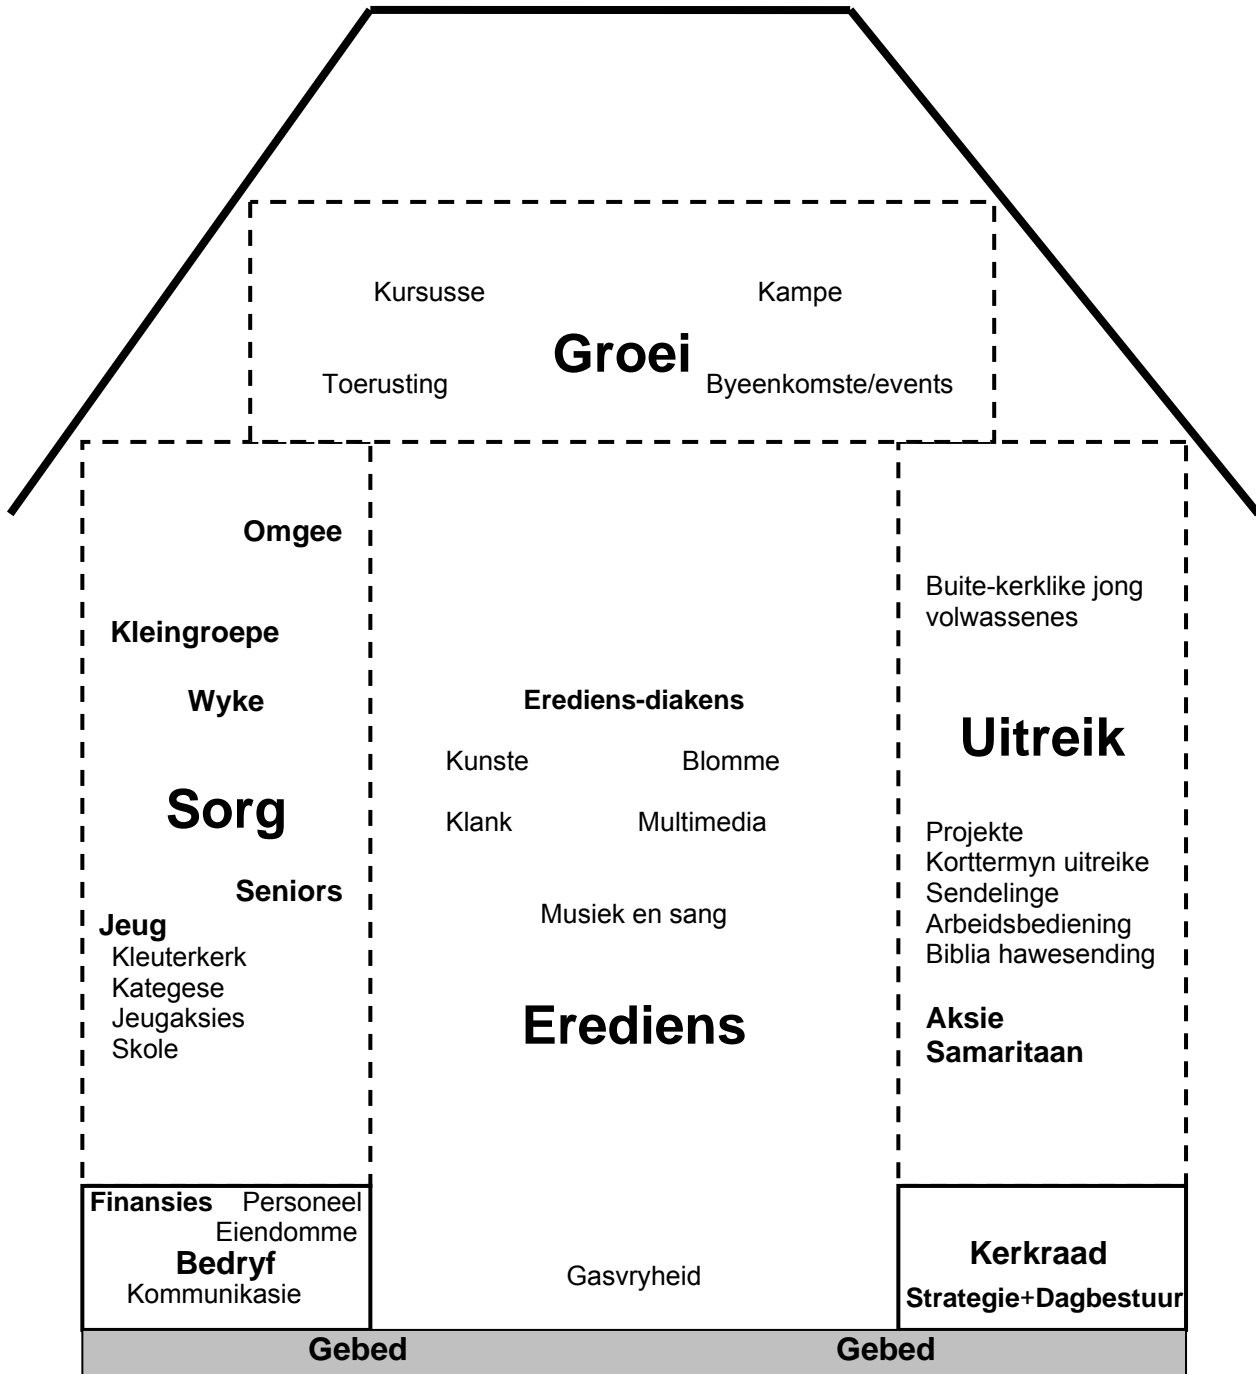 Kursusse Kampe
Groei
Toerusting Byeenkomste/events
Omgee
Kleingroepe
Wyke
Sorg
Seniors
Jeug
Kleuterkerk
Kategese
Jeugaksies
Skole
Erediens-diakens
Kunste Blomme
Klank Multimedia
Musiek en sang
Erediens
Gasvryheid
Buite-kerklike jong
volwassenes
Uitreik
Projekte
Korttermyn uitreike
Sendelinge
Arbeidsbediening
Biblia hawesending
Aksie
Samaritaan
Finansies Personeel
Eiendomme
Bedryf
Kommunikasie
Kerkraad
Strategie+Dagbestuur
Gebed Gebed